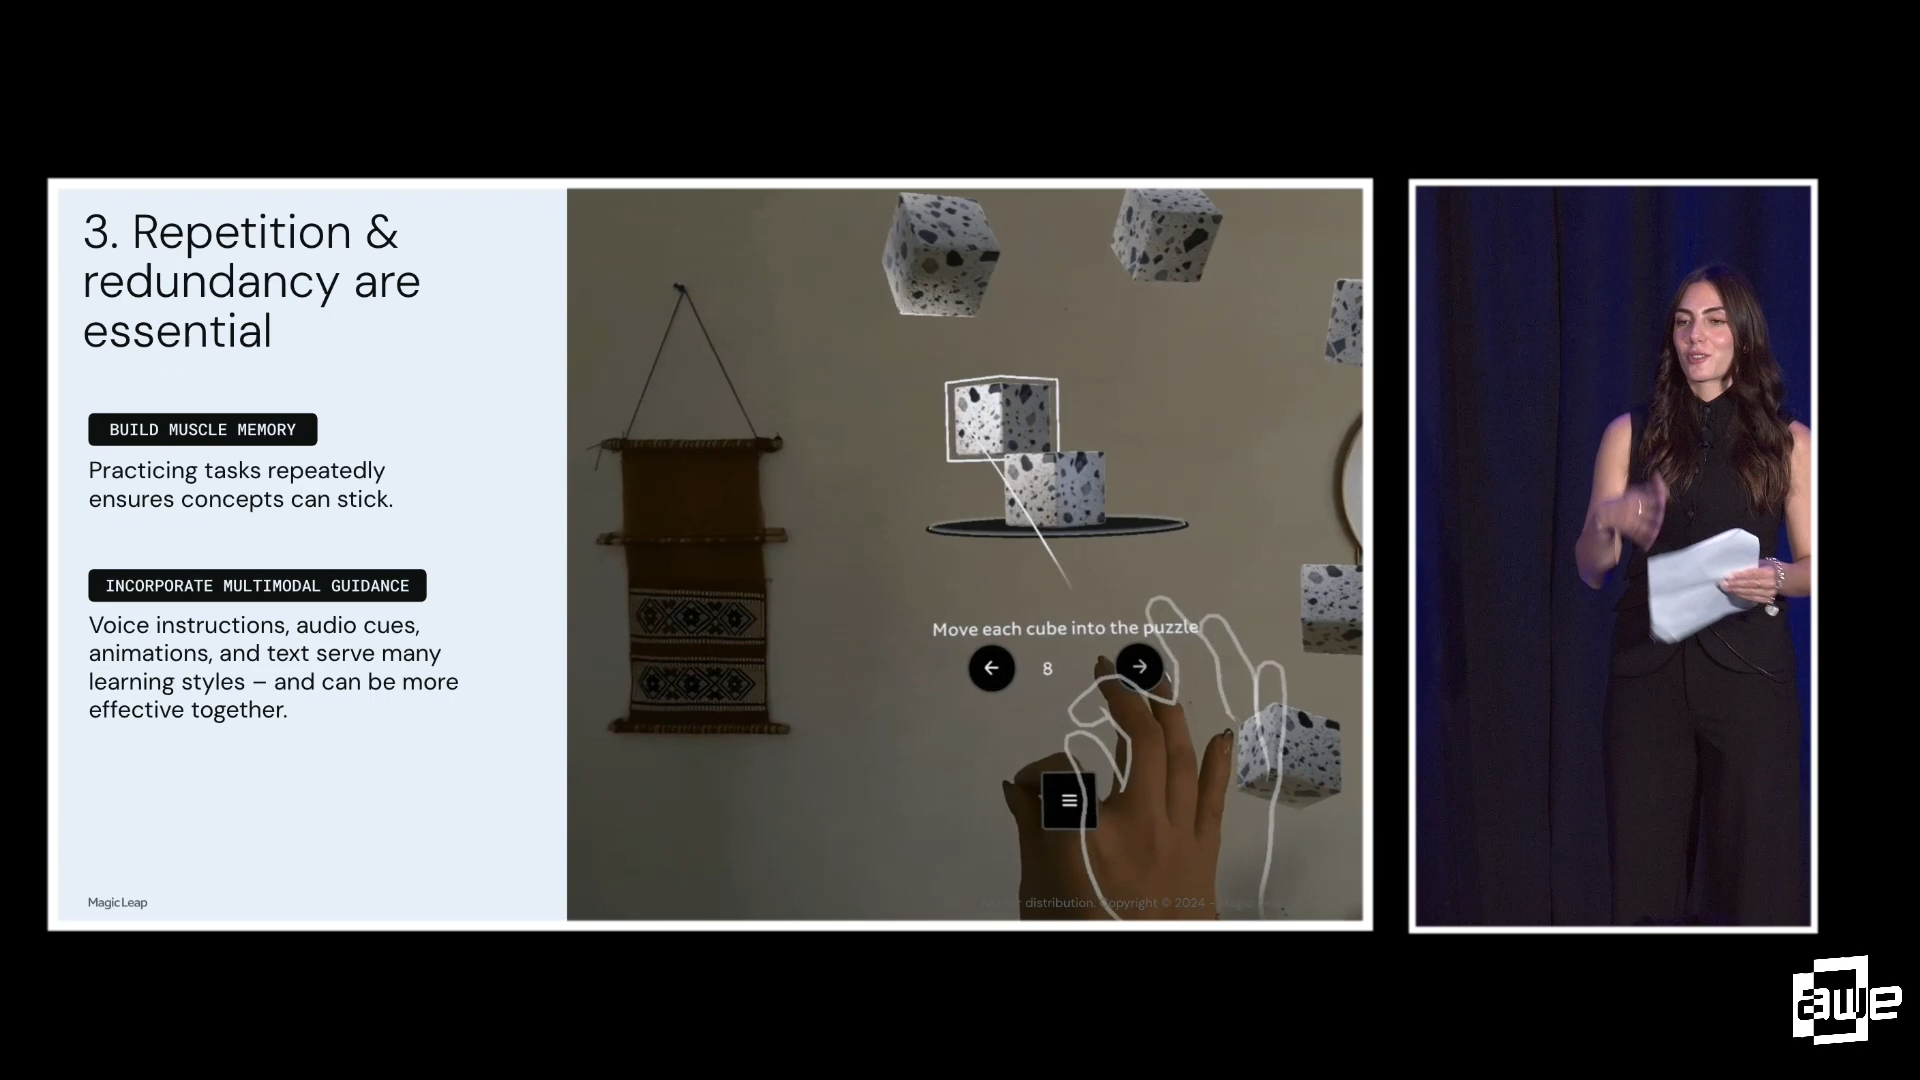 3. Repetition &
redundancy are
essential
BUILD MUSCLE MEMORY
Practicing tasks repeatedly
ensures concepts can stick.
INCORPORATE MULTIMODAL GUIDANCE
Voice instructions, audio cues,
animations, and text serve many
learning styles – and can be more
effective together.
MagicLeap
Move each cube into the puzzle
8
distribution. Copyright © 2024 -
awe